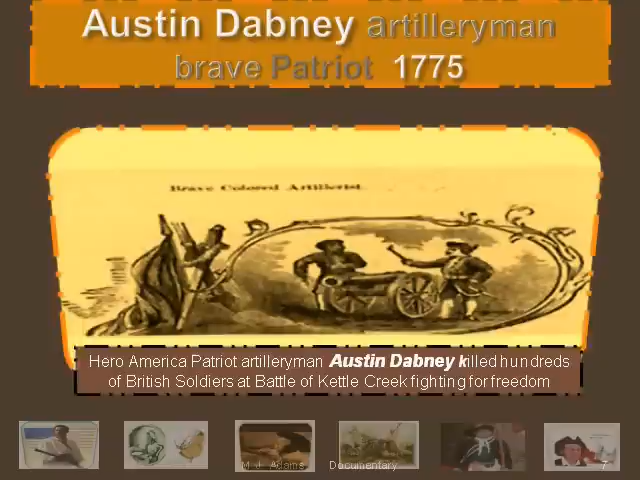 Austin Dabney artilleryman
brave Patriot 1775
Brave Colored Artillerist.
Hero America Patriot artilleryman Austin Dabney killed hundreds
of British Soldiers at Battle of Kettle Creek fighting for freedom
M. J. Adams Documentary 7